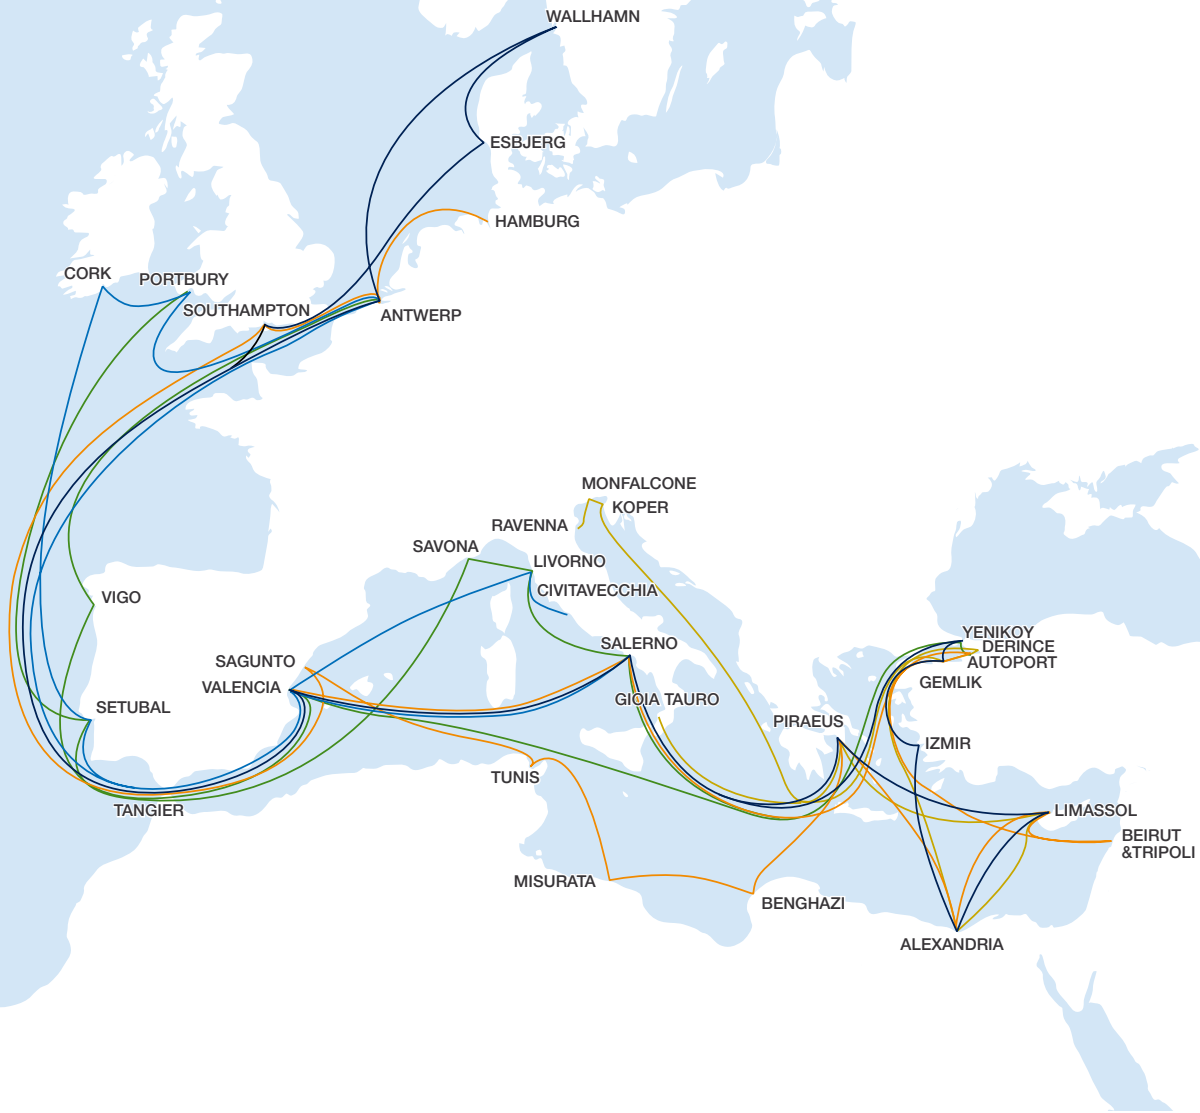 WALLHAMN
ESBJERG
HAMBURG
CORK
PORTBURY
SOUTHAMPTON
ANTWERP
MONFALCONE
KOPER
RAVENNA
SAVONA
LIVORNO
CIVITAVECCHIA
VIGO
YENIKOY
DERINCE
AUTOPORT
GEMLIK
SALERNO
SAGUNTO
VALENCIA
GIOIA TAURO
SETUBAL
PIRAEUS
IZMIR
TUNIS
TANGIER
LIMASSOL
BEIRUT
&TRIPOLI
MISURATA
BENGHAZI
ALEXANDRIA